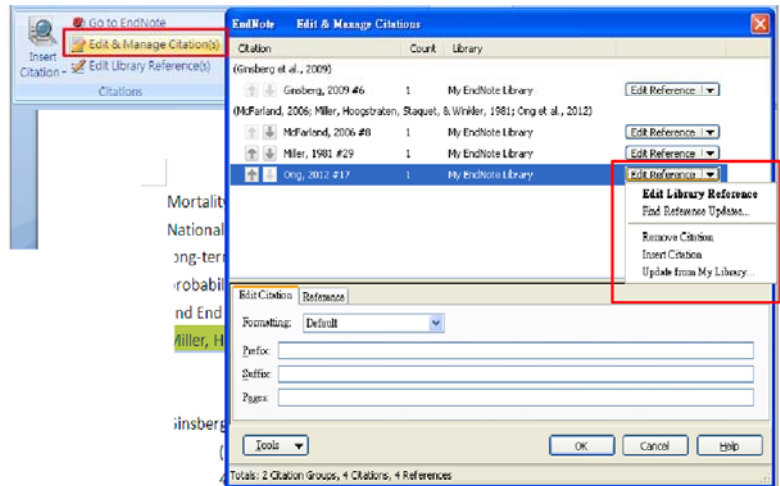 Go to EndNote
Edit & Manage Citation(s)
Edit Library Reference(s)
Insert
Citation
Citations
EndNote Edit & Manage Citations
Citation Count Library
(Ginsberg et al., 2009)
Ginsberg, 2009 #6 1 My EndNote Library Edit Reference
(McFarland, 2006; Miller, Hoogstraten, Staquet, & Winkler, 1981; Ong et al., 2012)
McFarland, 2006 #8 1 My EndNote Library Edit Reference
Miller, 1981 #29 1 My EndNote Library Edit Reference
Ong, 2012 #17 1 My EndNote Library Edit Reference
Edit Library Reference
Find Reference Updates...
Remove Citation
Insert Citation
Update from My Library...
Mortality
National
ong-terr
robabil
nd End
Miller, H
insberg
(
4
Edit Citation Reference
Formatting: Default
Prefix:
Suffix:
Pages:
Tools OK Cancel Help
Totals: 2 Citation Groups, 4 Citations, 4 References